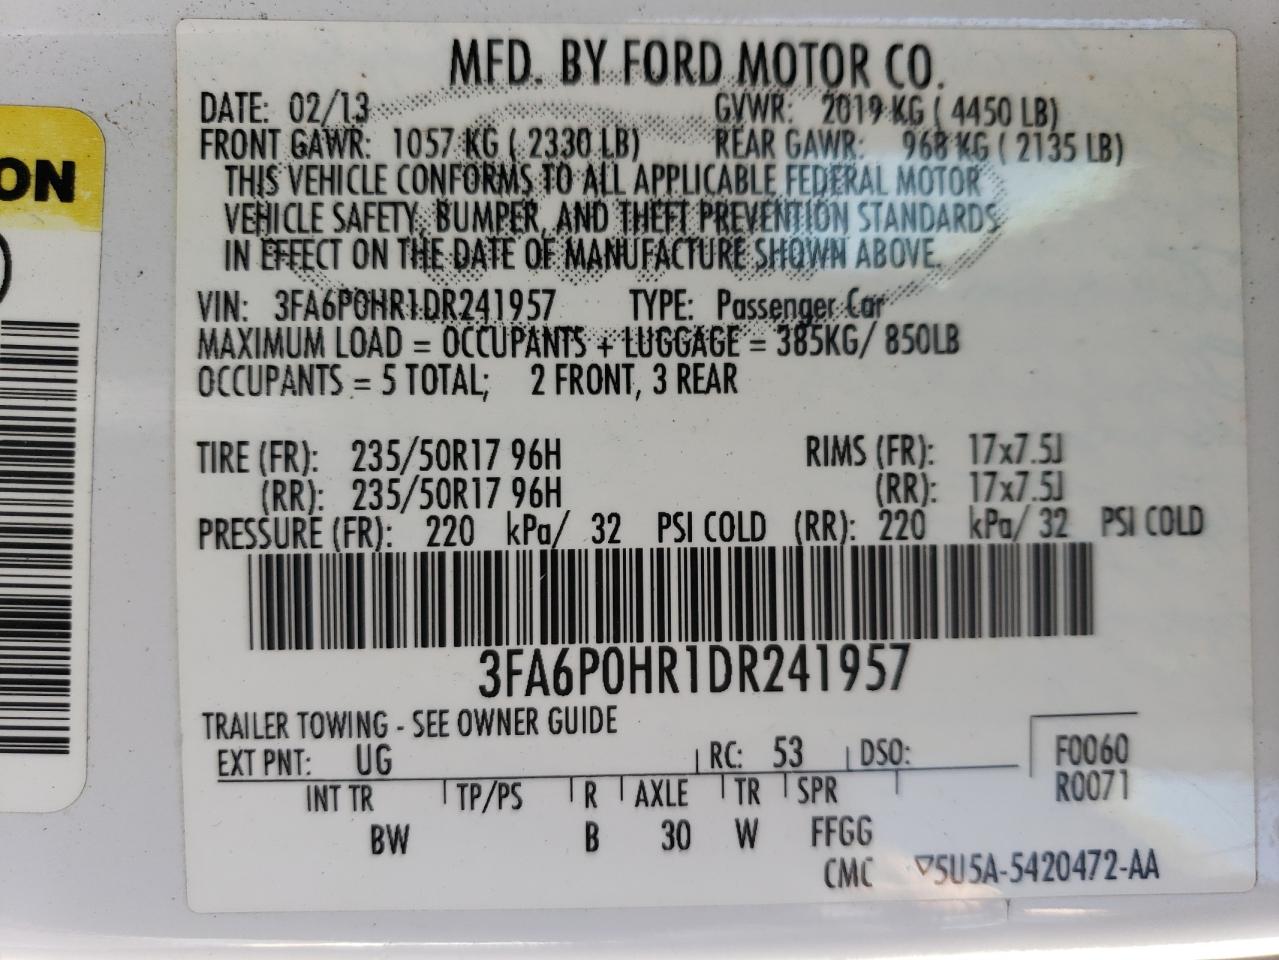 MFD. BY FORD MOTOR CO.
DATE: 02/13 GVWR: 2019 KG ( 4450 LB)
FRONT GAWR: 1057 KG ( 2330 LB) REAR GAWR: 968 KG ( 2135 LB)
THIS VEHICLE CONFORMS TO ALL APPLICABLE FEDERAL MOTOR
VEHICLE SAFETY, BUMPER, AND THEFT PREVENTION STANDARDS
IN EFFECT ON THE DATE OF MANUFACTURE SHOWN ABOVE.
VIN: 3FA6P0HR1DR241957 TYPE: Passenger Car
MAXIMUM LOAD = OCCUPANTS + LUGGAGE = 385KG/ 850LB
OCCUPANTS = 5 TOTAL; 2 FRONT, 3 REAR
TIRE (FR): 235/50R17 96H RIMS (FR): 17x7.5J
(RR): 235/50R17 96H (RR): 17x7.5J
PRESSURE (FR): 220 kPa/ 32 PSI COLD (RR): 220 kPa/ 32 PSI COLD
3FA6P0HR1DR241957
TRAILER TOWING - SEE OWNER GUIDE
EXT PNT: UG RC: 53 DSO: F0060
R0071
INT TR TP/PS R AXLE TR SPR
BW B 30 W FFGG
CMC ▽5U5A-5420472-AA
ON